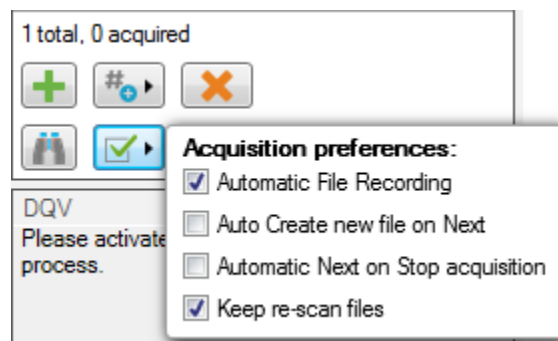 1 total, 0 acquired
#
Acquisition preferences:
Automatic File Recording
Auto Create new file on Next
Automatic Next on Stop acquisition
Keep re-scan files
DQV
Please activate
process.